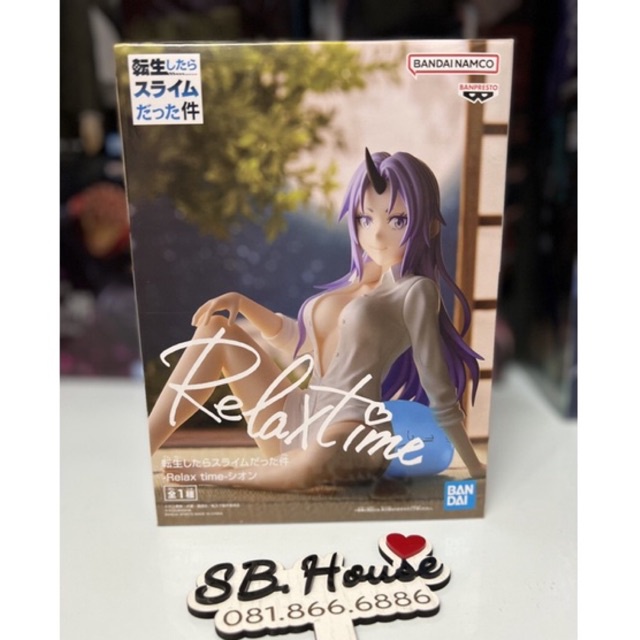 転生したら
スライム
だった件
BANDAI NAMCO
BANPRESTO
Relax time
転生したらスライムだった件
-Relax time-シオン
全1種
BAN
DAI
SB. House
081.866.6886